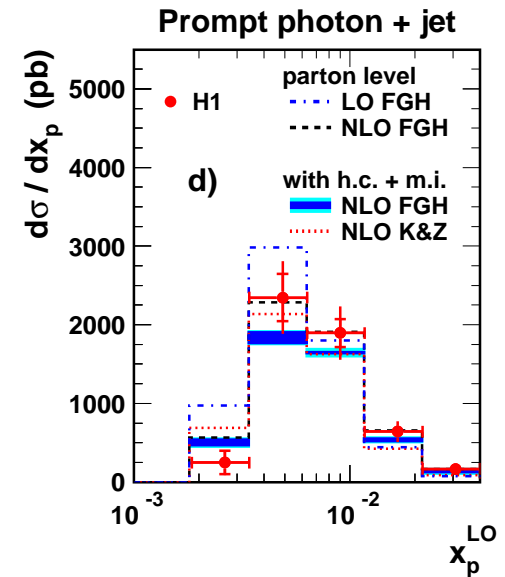 Prompt photon + jet
dσ / dx_p (pb)
5000
4000
3000
2000
1000
0
H1
parton level
LO FGH
NLO FGH
d)
with h.c. + m.i.
NLO FGH
NLO K&Z
10^-3
10^-2
x_p^LO